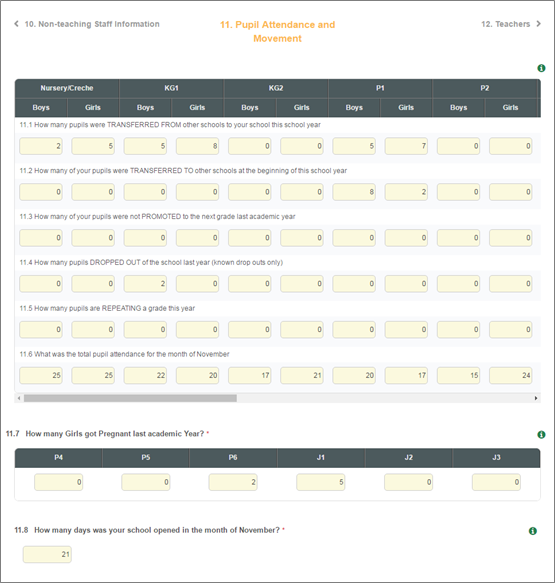 10. Non-teaching Staff Information
11. Pupil Attendance and
Movement
12. Teachers
Nursery/Creche KG1 KG2 P1 P2
Boys Girls Boys Girls Boys Girls Boys Girls Boys Girls
11.1 How many pupils were TRANSFERRED FROM other schools to your school this school year
2 5 5 8 0 0 5 7 0 0
11.2 How many of your pupils were TRANSFERRED TO other schools at the beginning of this school year
0 0 0 0 0 0 8 2 0 0
11.3 How many of your pupils were not PROMOTED to the next grade last academic year
0 0 0 0 0 0 0 0 0 0
11.4 How many pupils DROPPED OUT of the school last year (known drop outs only)
0 0 2 0 0 0 0 0 0 0
11.5 How many pupils are REPEATING a grade this year
0 0 0 0 0 0 0 0 0 0
11.6 What was the total pupil attendance for the month of November
25 25 22 20 17 21 20 17 15 24
11.7 How many Girls got Pregnant last academic Year? *
P4 P5 P6 J1 J2 J3
0 0 2 5 0 0
11.8 How many days was your school opened in the month of November? *
21